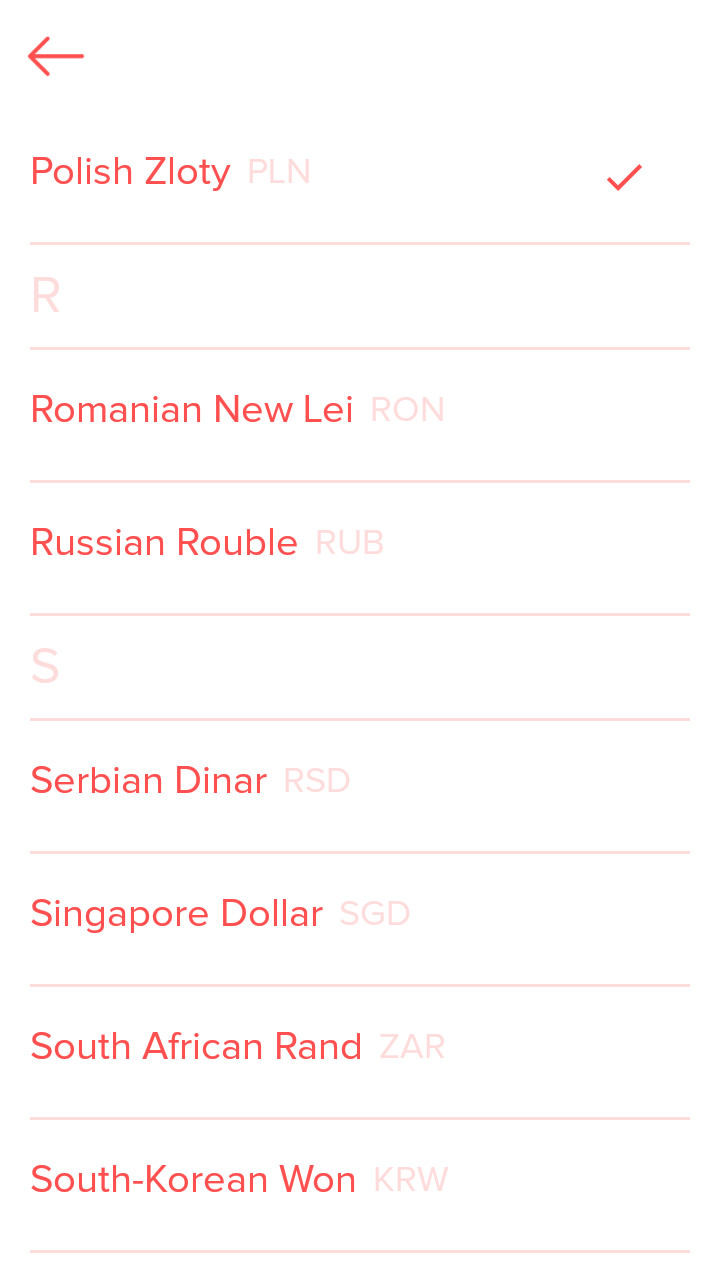 Polish Zloty PLN
R
Romanian New Lei RON
Russian Rouble RUB
S
Serbian Dinar RSD
Singapore Dollar SGD
South African Rand ZAR
South-Korean Won KRW